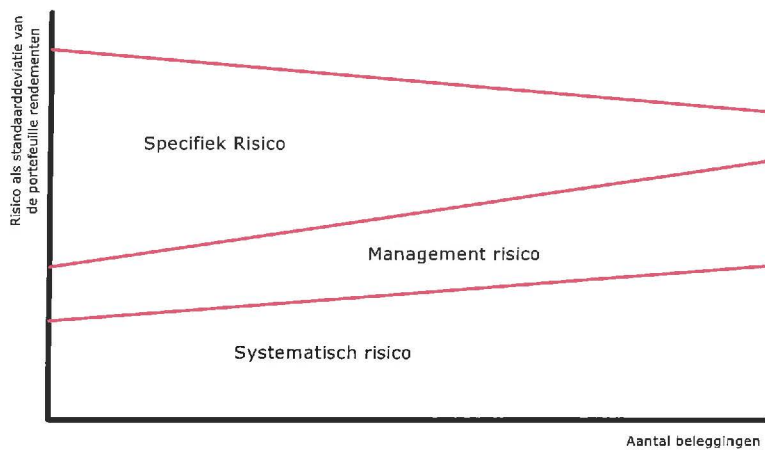 Risico als standaarddeviatie van
de portefeuille rendementen
Specifiek Risico
Management risico
Systematisch risico
Aantal beleggingen